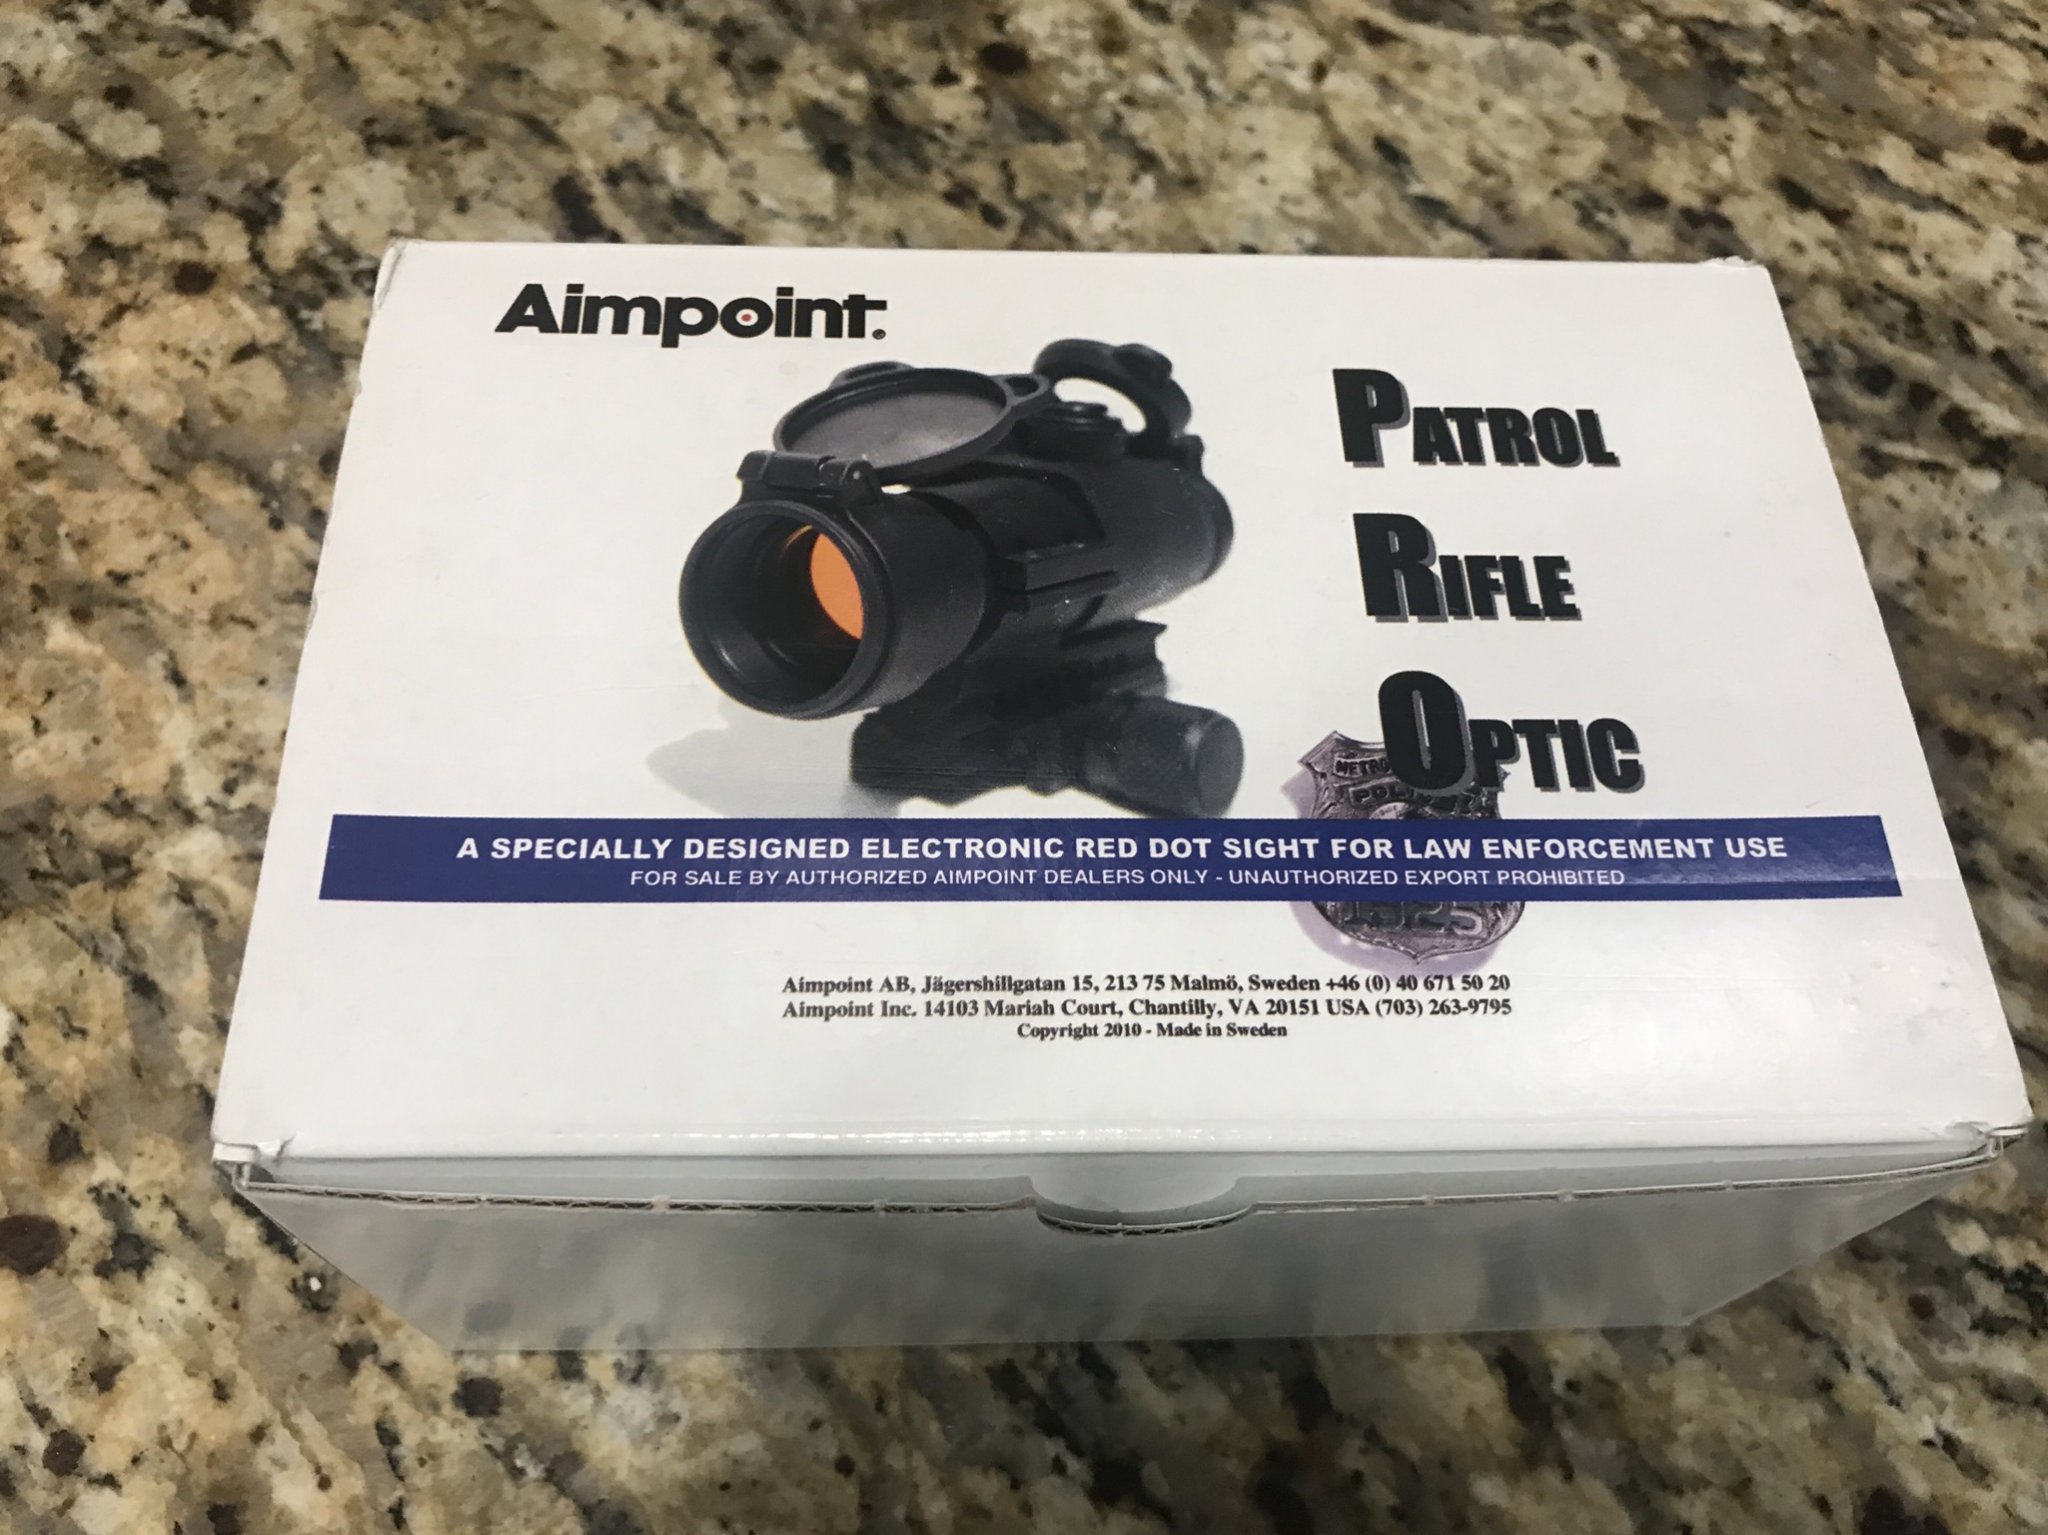 Aimpoint®
PATROL
RIFLE
OPTIC
POLICE
A SPECIALLY DESIGNED ELECTRONIC RED DOT SIGHT FOR LAW ENFORCEMENT USE
FOR SALE BY AUTHORIZED AIMPOINT DEALERS ONLY - UNAUTHORIZED EXPORT PROHIBITED
1325
Aimpoint AB, Jägershillgatan 15, 213 75 Malmö, Sweden +46 (0) 40 671 50 20
Aimpoint Inc. 14103 Mariah Court, Chantilly, VA 20151 USA (703) 263-9795
Copyright 2010 - Made in Sweden